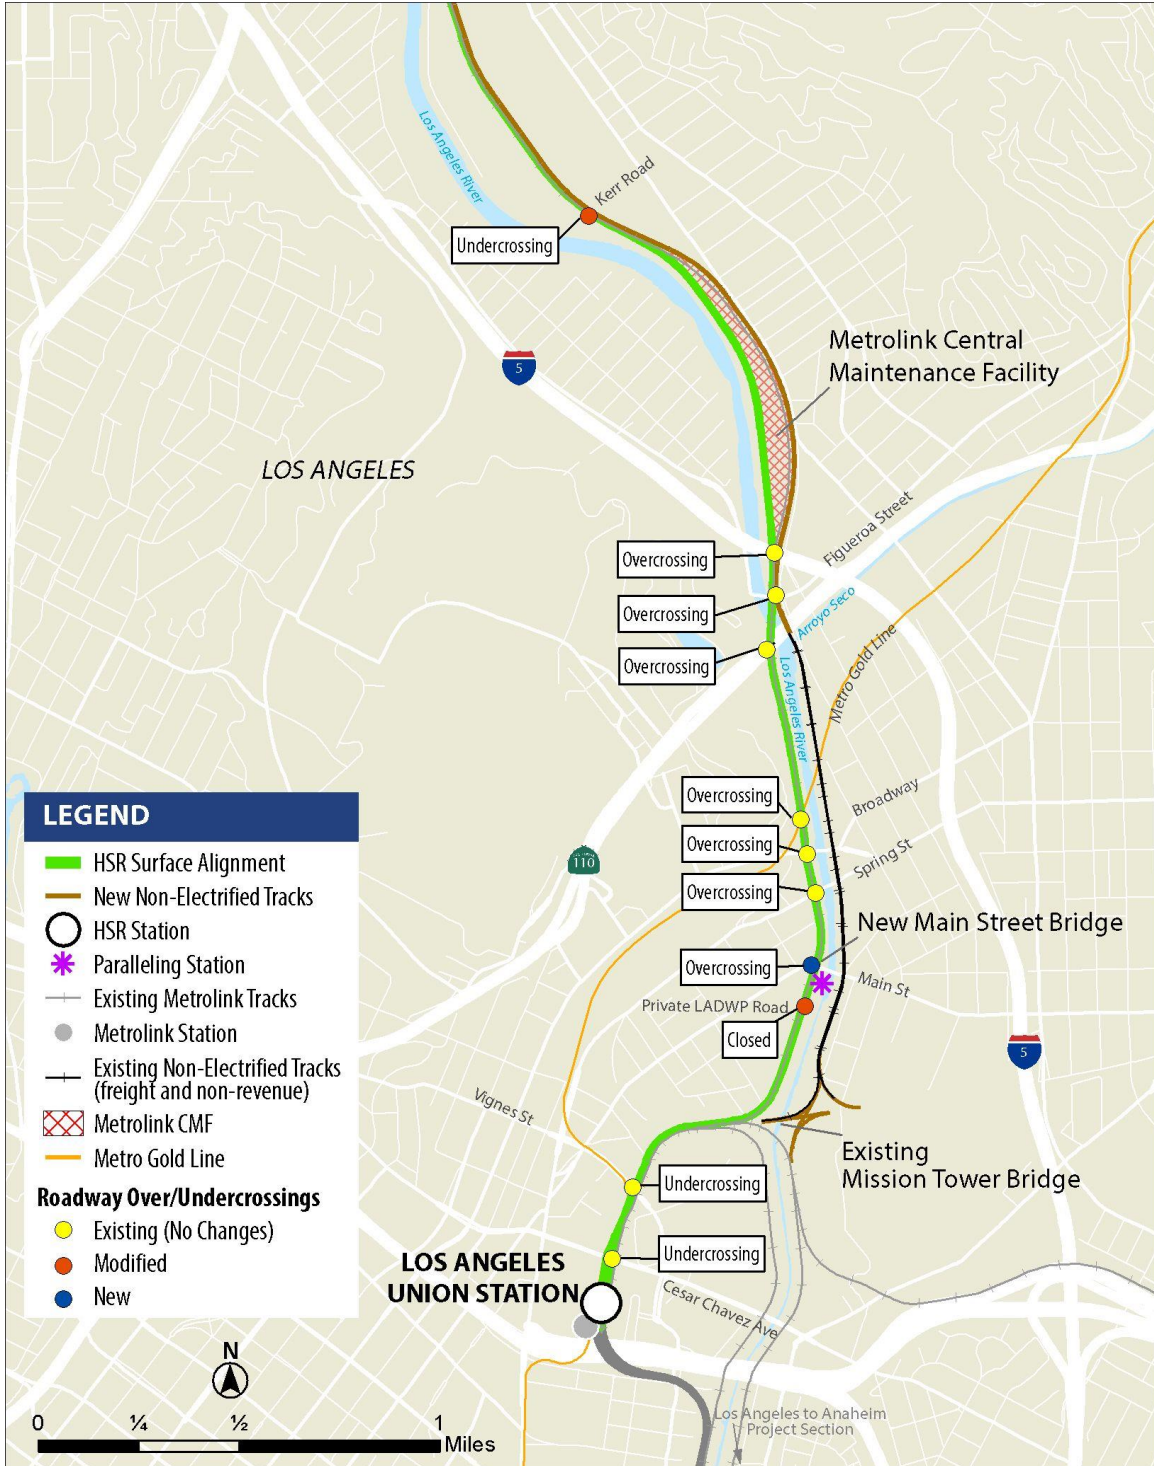 Los Angeles River
Kerr Road
Undercrossing
5
Metrolink Central
Maintenance Facility
LOS ANGELES
Figueroa Street
Overcrossing
Overcrossing
Arroyo Seco
Overcrossing
Metro Gold Line
Los Angeles River
Overcrossing
Broadway
Overcrossing
Spring St
Overcrossing
110
New Main Street Bridge
Overcrossing
Main St
Private LADWP Road
Closed
5
Vignes St
Existing
Mission Tower Bridge
Undercrossing
Undercrossing
LOS ANGELES
UNION STATION
Cesar Chavez Ave
Los Angeles to Anaheim
Project Section
LEGEND
HSR Surface Alignment
New Non-Electrified Tracks
HSR Station
Paralleling Station
Existing Metrolink Tracks
Metrolink Station
Existing Non-Electrified Tracks
(freight and non-revenue)
Metrolink CMF
Metro Gold Line
Roadway Over/Undercrossings
Existing (No Changes)
Modified
New
N
0 ¼ ½ 1
Miles